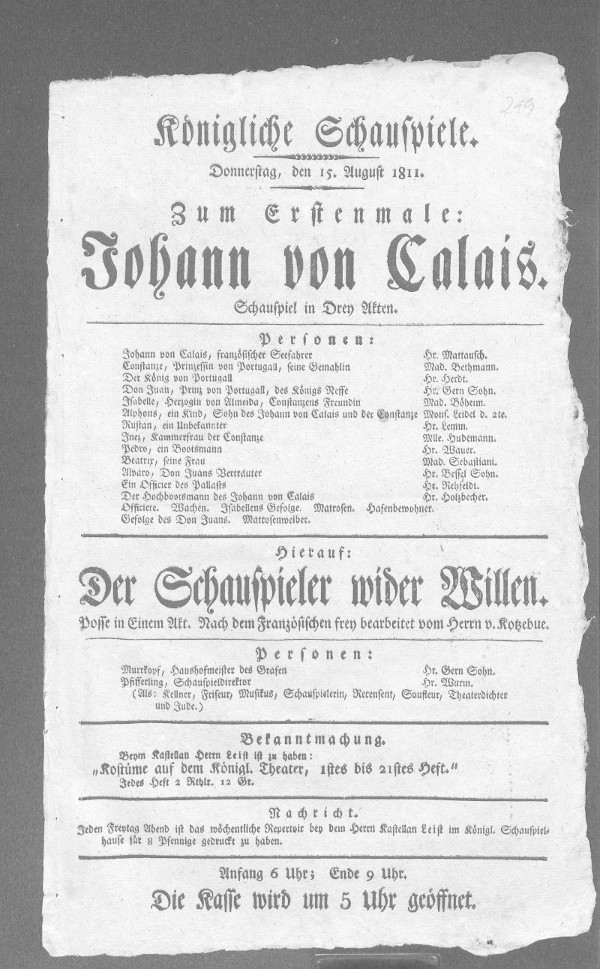 219
Königliche Schauspiele.
Donnerstag, den 15. August 1811.
Zum Erstenmale:
Johann von Calais.
Schauspiel in Drey Akten.
Personen:
Johann von Calais, französischer Seefahrer Hr. Mattausch.
Constanze, Prinzessin von Portugall, seine Gemahlin Mad. Bethmann.
Der König von Portugall Hr. Herdt.
Don Juan, Prinz von Portugall, des Königs Neffe Hr. Gern Sohn.
Isabelle, Herzogin von Almeida, Constanzens Freundin Mad. Böheim.
Alphons, ein Kind, Sohn des Johann von Calais und der Constanze Mons. Leidel d. 2te.
Rustan, ein Unbekannter Hr. Lemm.
Inez, Kammerfrau der Constanze Mlle. Hudemann.
Pedro, ein Bootsmann Hr. Wauer.
Beatrix, seine Frau Mad. Sebastiani.
Alvaro, Don Juans Vertrauter Hr. Bessel Sohn.
Ein Officier des Pallasts Hr. Rehfeldt.
Der Hochbootsmann des Johann von Calais Hr. Holzbecher.
Officiere. Wachen. Isabellens Gefolge. Matrosen. Hafenbewohner.
Gefolge des Don Juans. Matrosenweiber.
Hierauf:
Der Schauspieler wider Willen.
Posse in Einem Akt. Nach dem Französischen frey bearbeitet vom Herrn v. Kotzebue.
Personen:
Murrkopf, Haushofmeister des Grafen Hr. Gern Sohn.
Pfifferling, Schauspieldirektor Hr. Wurm.
(Als: Kellner, Friseur, Musikus, Schauspielerin, Recensent, Soufleur, Theaterdichter
und Jude.)
Bekanntmachung.
Beym Kastellan Herrn Leist ist zu haben:
„Kostüme auf dem Königl. Theater, 1stes bis 21stes Heft.“
Jedes Heft 2 Rthlr. 12 Gr.
Nachricht.
Jeden Freytag Abend ist das wöchentliche Repertoir bey dem Herrn Kastellan Leist im Königl. Schauspiel-
hause für 8 Pfennige gedruckt zu haben.
Anfang 6 Uhr; Ende 9 Uhr.
Die Kasse wird um 5 Uhr geöffnet.